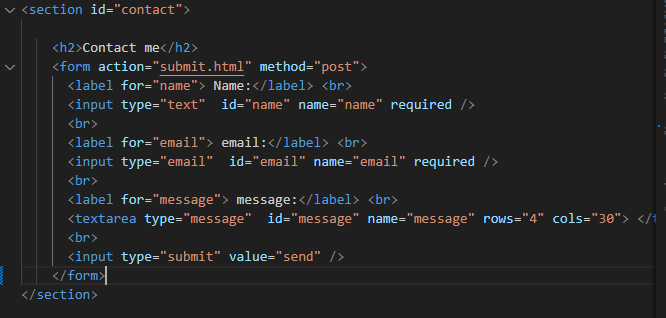 <section id="contact">
<h2>Contact me</h2>
<form action="submit.html" method="post">
<label for="name"> Name:</label> <br>
<input type="text"  id="name" name="name" required />
<br>
<label for="email"> email:</label> <br>
<input type="email"  id="email" name="email" required />
<br>
<label for="message"> message:</label> <br>
<textarea type="message"  id="message" name="message" rows="4" cols="30"> </t
<br>
<input type="submit" value="send" />
</form>
</section>